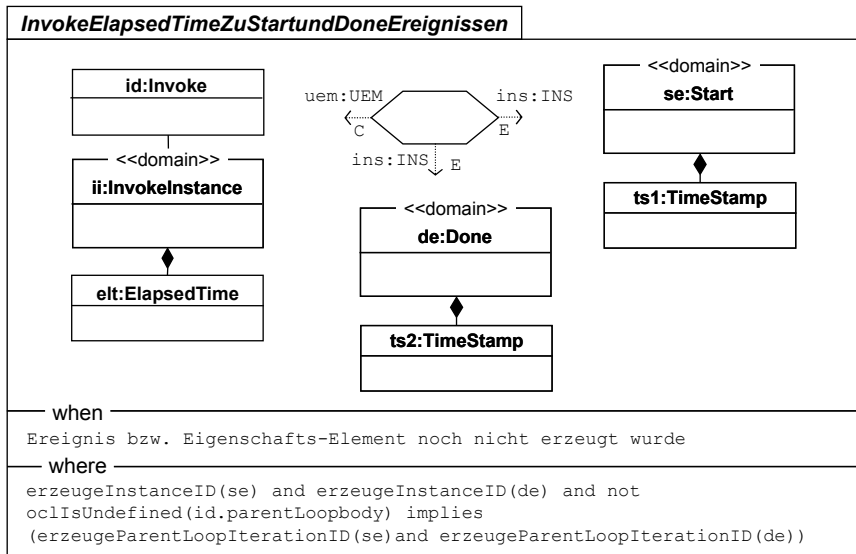 InvokeElapsedTimeZuStartundDoneEreignissen
id:Invoke
<<domain>>
ii:InvokeInstance
elt:ElapsedTime
uem:UEM
C
ins:INS
E
ins:INS
E
<<domain>>
de:Done
ts2:TimeStamp
<<domain>>
se:Start
ts1:TimeStamp
when
Ereignis bzw. Eigenschafts-Element noch nicht erzeugt wurde
where
erzeugeInstanceID(se) and erzeugeInstanceID(de) and not
oclIsUndefined(id.parentLoopbody) implies
(erzeugeParentLoopIterationID(se)and erzeugeParentLoopIterationID(de))